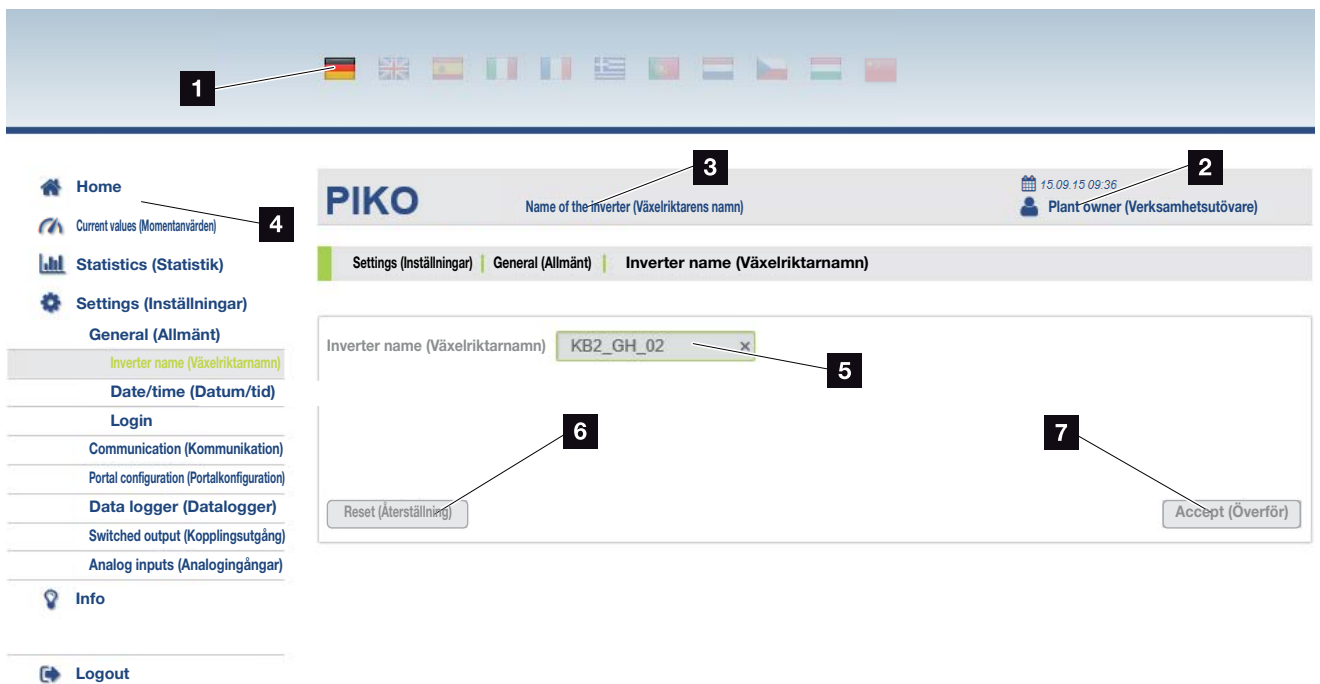 1
3
2
Home
PIKO
Name of the inverter (Växelriktarens namn)
15.09.15 09:36
Plant owner (Verksamhetsutövare)
4
Current values (Momentanvärden)
Statistics (Statistik)
Settings (Inställningar) General (Allmänt) Inverter name (Växelriktarnamn)
Settings (Inställningar)
General (Allmänt)
Inverter name (Växelriktarnamn)
Date/time (Datum/tid)
Login
Communication (Kommunikation)
Portal configuration (Portalkonfiguration)
Data logger (Datalogger)
Switched output (Kopplingsutgång)
Analog inputs (Analogingångar)
Info
Logout
Inverter name (Växelriktarnamn) KB2_GH_02 ×
5
6
7
Reset (Återställning)
Accept (Överför)